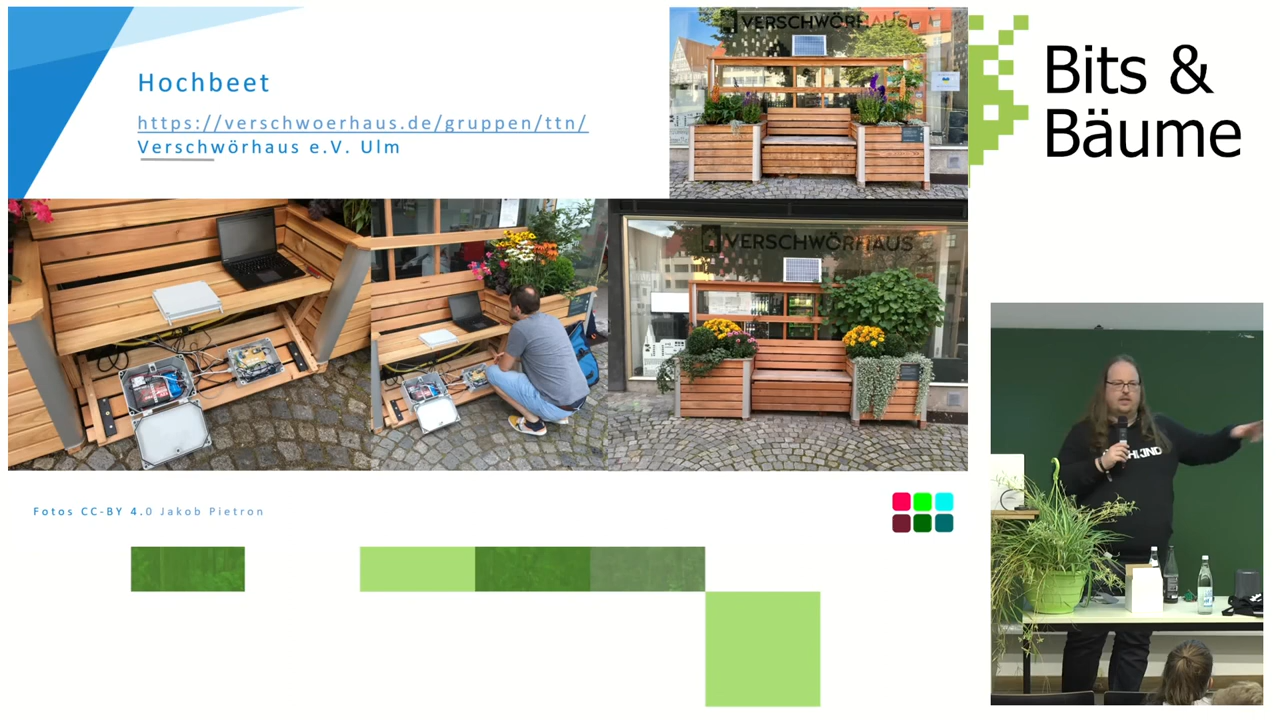 Hochbeet
https://verschwoerhaus.de/gruppen/ttn/
Verschwörhaus e.V. Ulm
VERSCHWÖRHAUS
VERSCHWÖRHAUS
Fotos CC-BY 4.0 Jakob Pietron
Bits &
Bäume